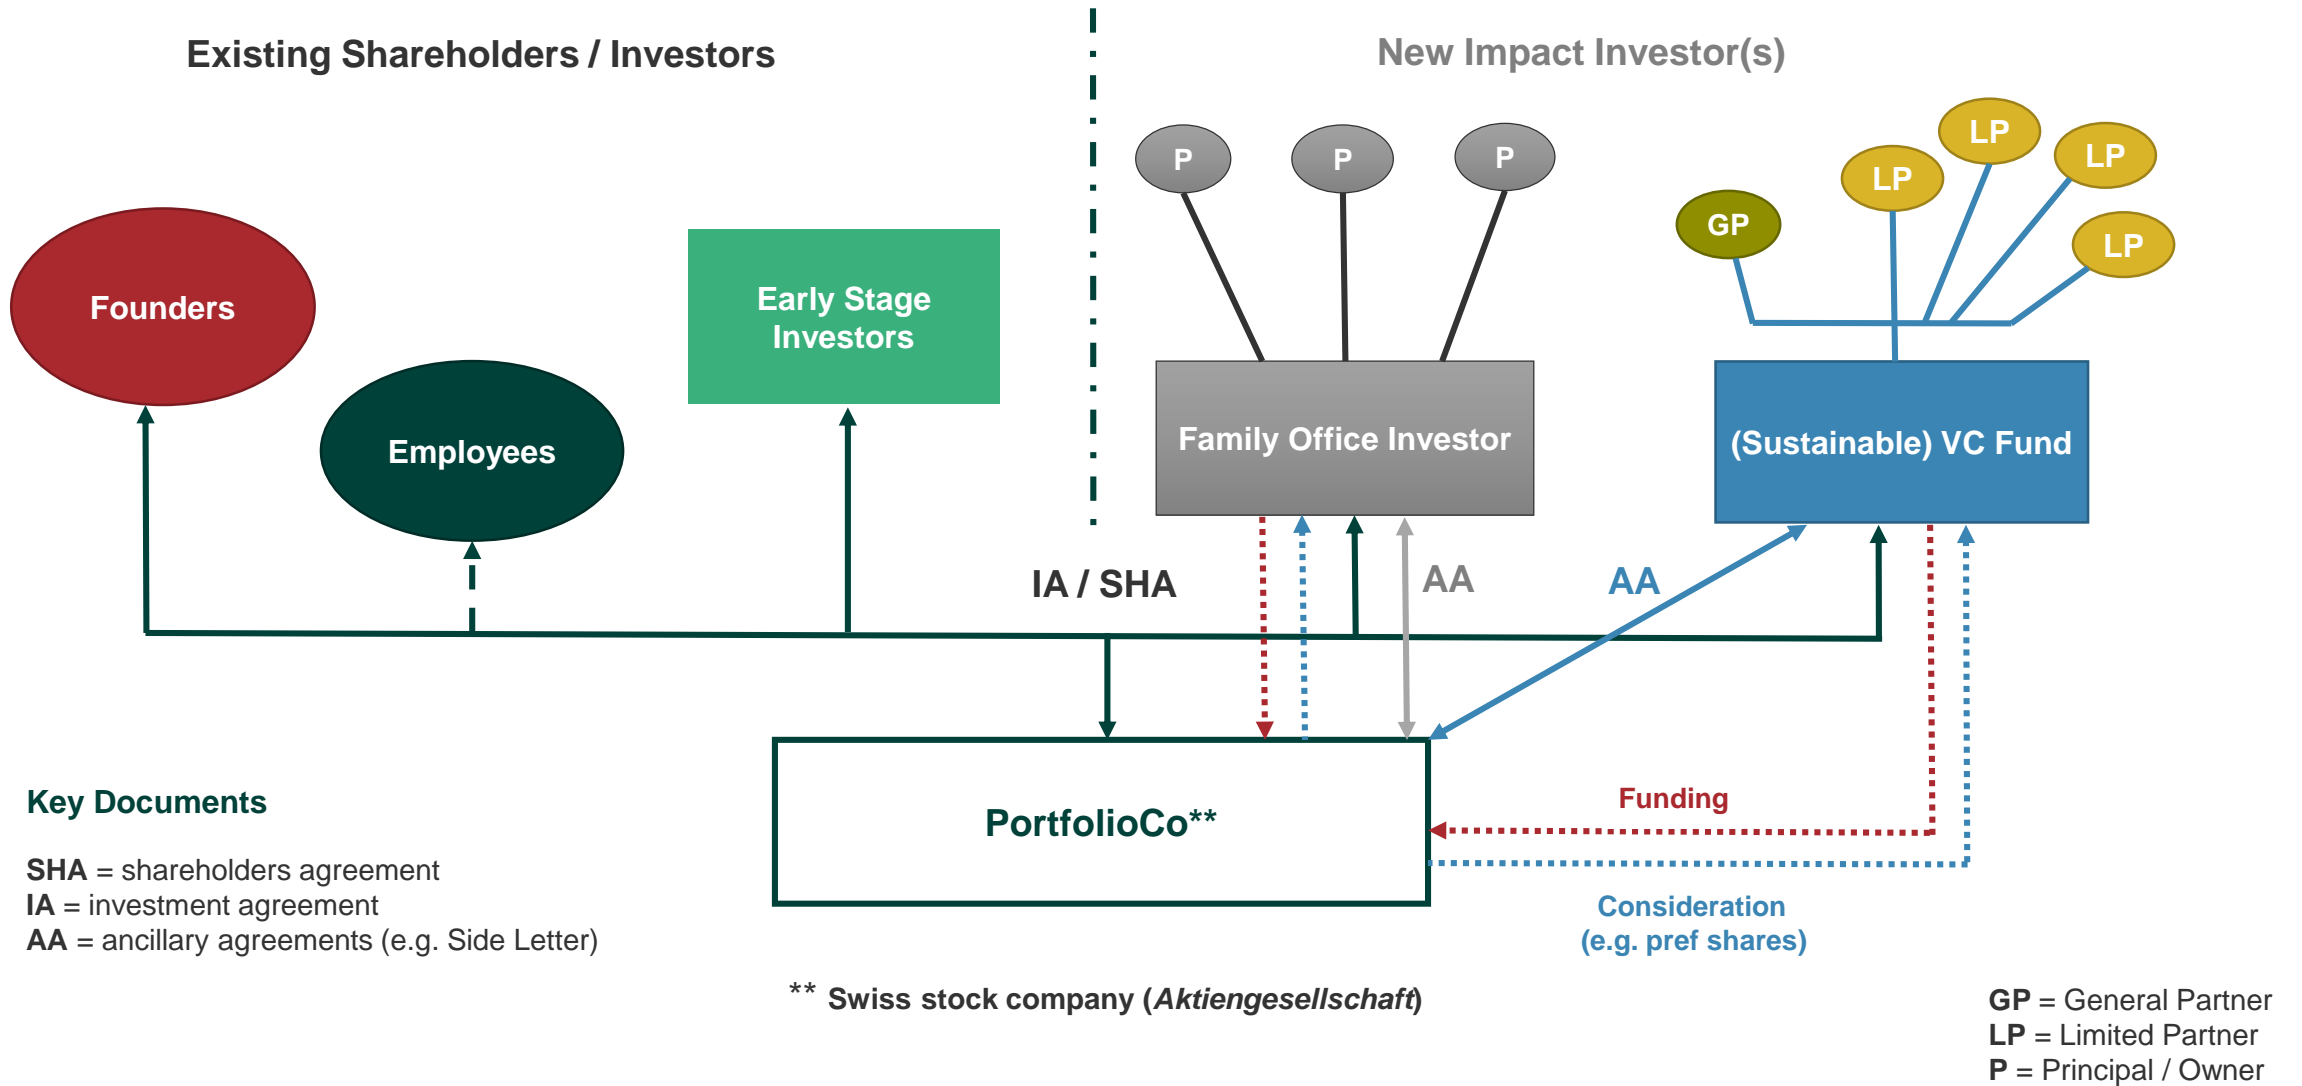 Existing Shareholders / Investors
New Impact Investor(s)
P
P
P
GP
LP
LP
LP
LP
Founders
Employees
Early Stage
Investors
Family Office Investor
(Sustainable) VC Fund
IA / SHA
AA
AA
PortfolioCo**
Funding
Consideration
(e.g. pref shares)
Key Documents
SHA = shareholders agreement
IA = investment agreement
AA = ancillary agreements (e.g. Side Letter)
** Swiss stock company (Aktiengesellschaft)
GP = General Partner
LP = Limited Partner
P = Principal / Owner